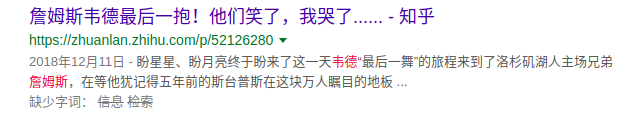 詹姆斯韦德最后一抱！他们笑了，我哭了...... - 知乎
https://zhuanlan.zhihu.com/p/52126280
2018年12月11日 - 盼星星、盼月亮终于盼来了这一天韦德“最后一舞”的旅程来到了洛杉矶湖人主场兄弟
詹姆斯，在等他犹记得五年前的斯台普斯在这块万人瞩目的地板 ...
缺少字词： 信息 检索